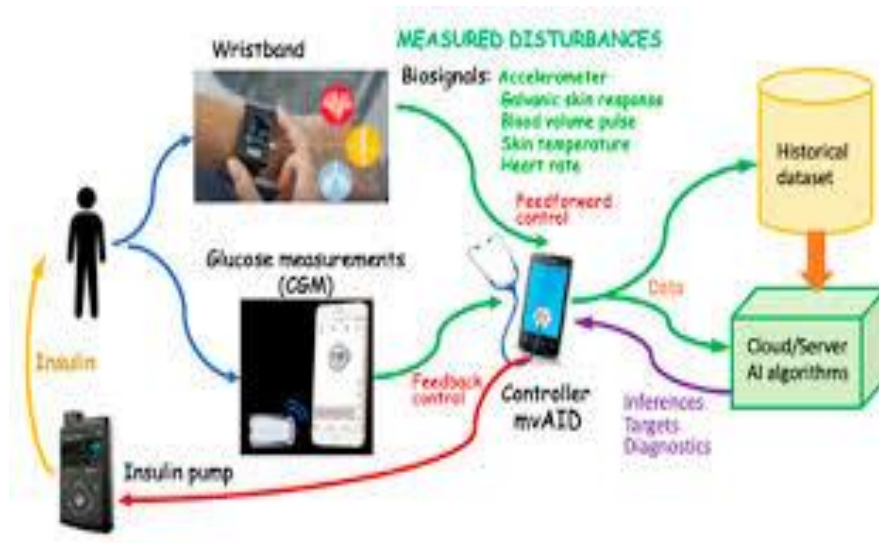 Wristband
MEASURED DISTURBANCES
Biosignals: Accelerometer
Galvanic skin response
Blood volume pulse
Skin temperature
Heart rate
Feedforward
control
Historical
dataset
Glucose measurements
(CGM)
Data
Insulin
Feedback
control
Controller
mvAID
Cloud/Server
AI algorithms
Inferences
Targets
Diagnostics
Insulin pump